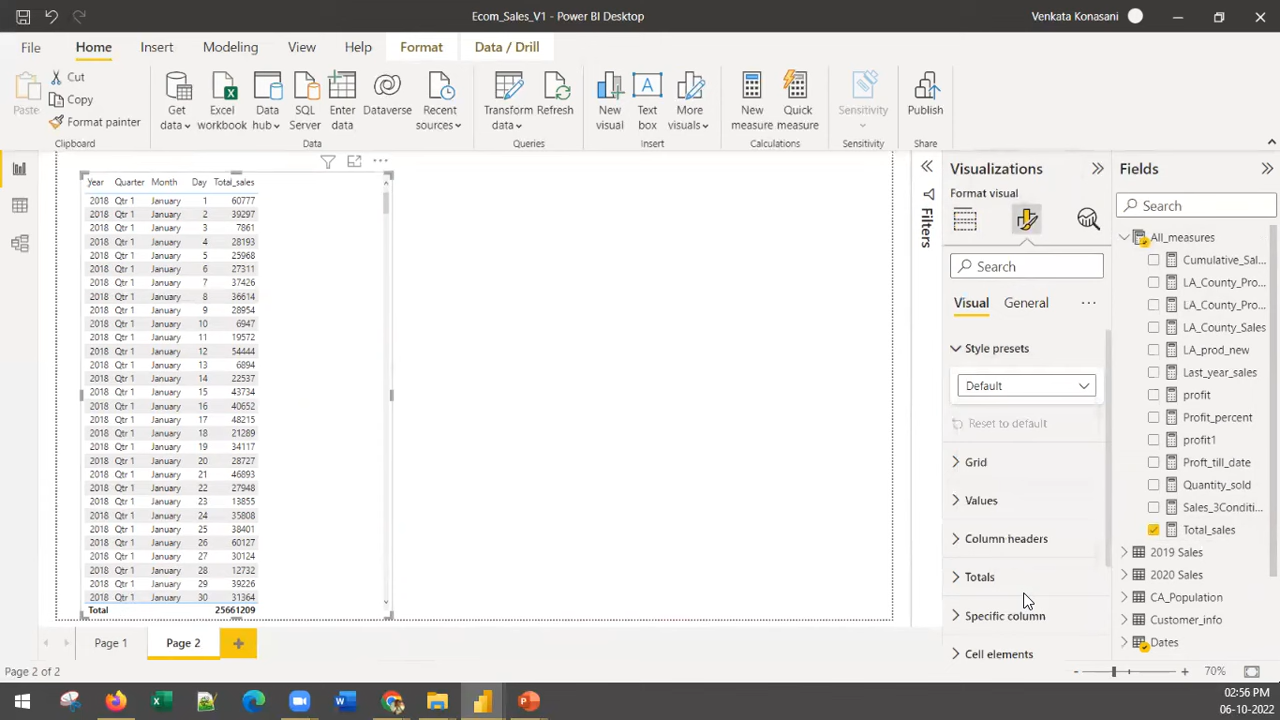 Ecom_Sales_V1 - Power BI Desktop
Venkata Konasani
File
Home
Insert
Modeling
View
Help
Format
Data / Drill
Paste
Cut
Copy
Format painter
Clipboard
Get data
Excel workbook
Data hub
SQL Server
Enter data
Dataverse
Recent sources
Data
Transform data
Refresh
Queries
New visual
Text box
More visuals
Insert
New measure
Quick measure
Calculations
Sensitivity
Sensitivity
Publish
Share
Year Quarter Month Day Total_sales
2018 Qtr 1 January 1 60777
2018 Qtr 1 January 2 39297
2018 Qtr 1 January 3 7861
2018 Qtr 1 January 4 28193
2018 Qtr 1 January 5 25968
2018 Qtr 1 January 6 27311
2018 Qtr 1 January 7 37426
2018 Qtr 1 January 8 36614
2018 Qtr 1 January 9 28954
2018 Qtr 1 January 10 6947
2018 Qtr 1 January 11 19572
2018 Qtr 1 January 12 54444
2018 Qtr 1 January 13 6894
2018 Qtr 1 January 14 22537
2018 Qtr 1 January 15 43734
2018 Qtr 1 January 16 40652
2018 Qtr 1 January 17 48215
2018 Qtr 1 January 18 21289
2018 Qtr 1 January 19 34117
2018 Qtr 1 January 20 28727
2018 Qtr 1 January 21 46893
2018 Qtr 1 January 22 27948
2018 Qtr 1 January 23 13855
2018 Qtr 1 January 24 35808
2018 Qtr 1 January 25 38401
2018 Qtr 1 January 26 60127
2018 Qtr 1 January 27 30124
2018 Qtr 1 January 28 12732
2018 Qtr 1 January 29 39226
2018 Qtr 1 January 30 31364
Total 25661209
Filters
Visualizations
Format visual
Search
Visual
General
Style presets
Default
Reset to default
Grid
Values
Column headers
Totals
Specific column
Cell elements
Fields
Search
All_measures
Cumulative_Sal...
LA_County_Pro...
LA_County_Pro...
LA_County_Sales
LA_prod_new
Last_year_sales
profit
Profit_percent
profit1
Proft_till_date
Quantity_sold
Sales_3Conditi...
Total_sales
2019 Sales
2020 Sales
CA_Population
Customer_info
Dates
Page 1
Page 2
Page 2 of 2
70%
02:56 PM
06-10-2022